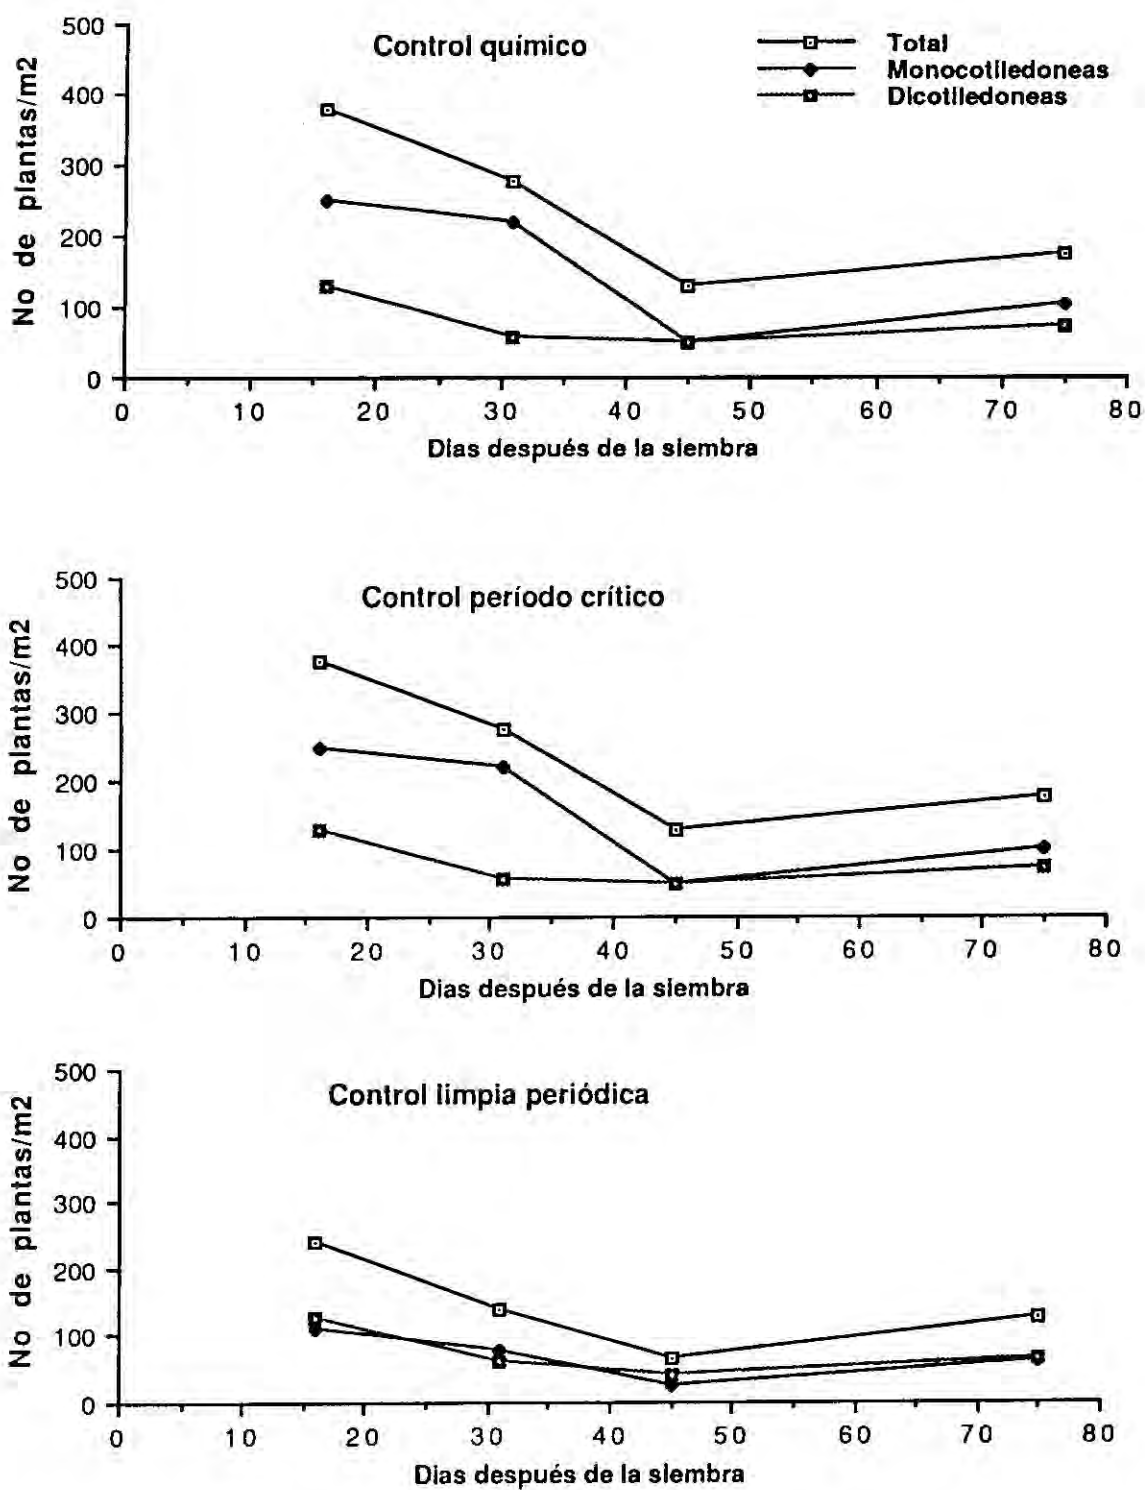 Control químico
Total
Monocotiledoneas
Dicotiledoneas
No de plantas/m2
500
400
300
200
100
0
0 10 20 30 40 50 60 70 80
Dias después de la siembra
Control período crítico
No de plantas/m2
500
400
300
200
100
0
0 10 20 30 40 50 60 70 80
Dias después de la siembra
Control limpia periódica
No de plantas/m2
500
400
300
200
100
0
0 10 20 30 40 50 60 70 80
Dias después de la siembra